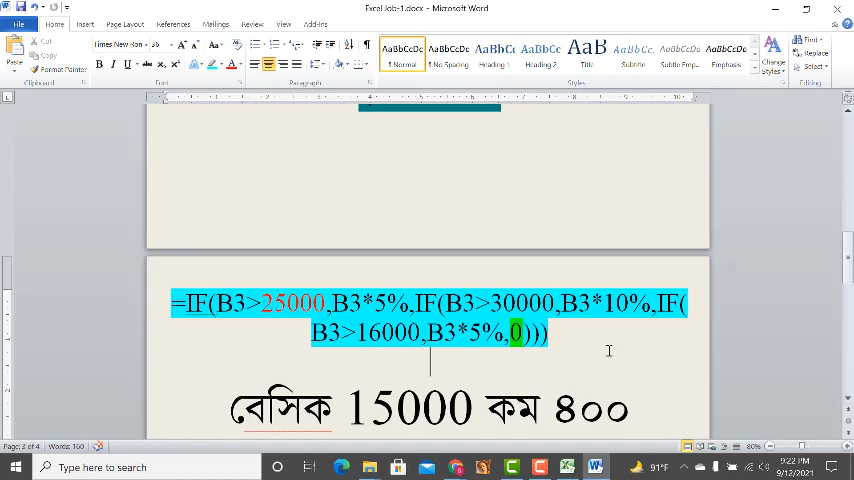 Excel Job-1.docx - Microsoft Word
File Home Insert Page Layout References Mailings Review View Add-Ins
Cut
Copy
Format Painter
Paste
Times New Ron 36
AaBbCcDc AaBbCcDc AaBbCc AaBbCc AaB AaBbCcI AaBbCcDc AaBbCcDc
¶ Normal ¶ No Spacing Heading 1 Heading 2 Title Subtitle Subtle Emp... Emphasis
Change Styles
Find
Replace
Select
Clipboard Font Paragraph Styles Editing
=IF(B3>25000,B3*5%,IF(B3>30000,B3*10%,IF(
B3>16000,B3*5%,0)))
বেসিক 15000 কম ৪০০
Page: 3 of 4 Words: 160 80%
Type here to search
91°F
9:22 PM
9/12/2021